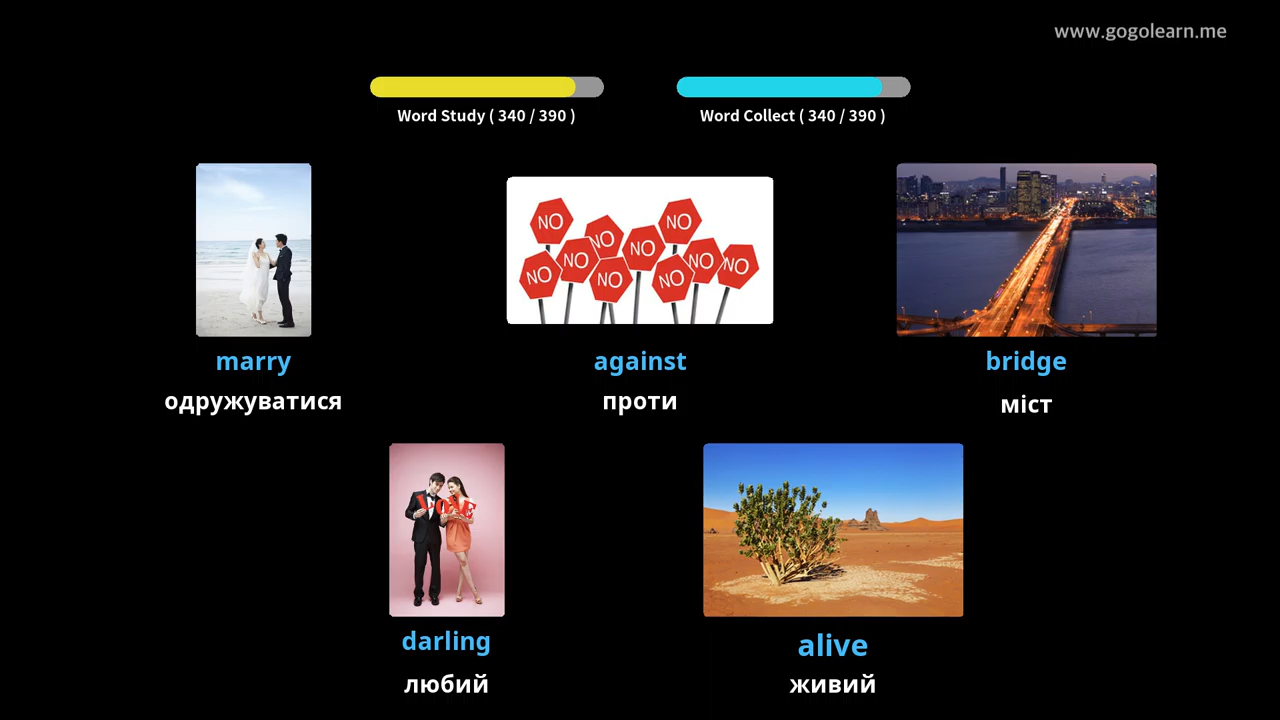 www.gogolearn.me
Word Study ( 340 / 390 )
Word Collect ( 340 / 390 )
NO
NO
NO
NO
NO
NO
NO
NO
NO
NO
marry
against
bridge
одружуватися
проти
міст
darling
alive
любий
живий